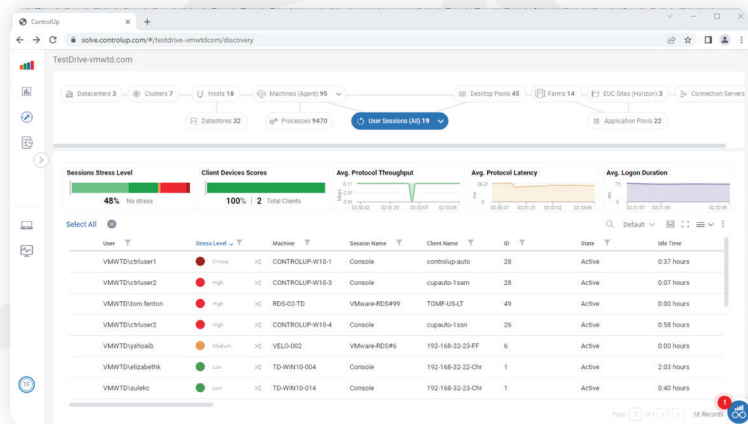 ControlUp
solve.controlup.com/#/testdrive-vmwtdcom/discovery
TestDrive-vmwtd.com
Datacenters 3 Clusters 7 Hosts 18 Machines (Agent) 95 Desktop Pools 45 Farms 14 EUC Sites (Horizon) 3 Connection Servers
Datastores 32 Processes 9470 User Sessions (All) 19 Application Pools 22
Sessions Stress Level Client Devices Scores Avg. Protocol Throughput Avg. Protocol Latency Avg. Logon Duration
48% No stress 100% 2 Total Clients
Select All 0 Default
User Stress Level Machine Session Name Client Name ID State Idle Time
VMWTD\ctrluser1 Critical CONTROLUP-W10-1 Console controlup-auto 28 Active 0:37 hours
VMWTD\ctrluser2 High CONTROLUP-W10-3 Console cupauto-1sarn 28 Active 0:07 hours
VMWTD\tom.fenton High RDS-02-TD VMware-RDS#99 TOMF-US-LT 49 Active 0:00 hours
VMWTD\ctrluser2 High CONTROLUP-W10-4 Console cupauto-1ssn 26 Active 0:58 hours
VMWTD\yshoaib Medium VELO-002 VMware-RDS#6 192-168-32-23-FF 6 Active 0:00 hours
VMWTD\elizabethk Low TD-WIN10-004 Console 192-168-32-22-Chr 1 Active 2:03 hours
VMWTD\sulekc Low TD-WIN10-014 Console 192-168-32-23-Chr 1 Active 0:40 hours
TF
Page 1 of 1 18 Records
1